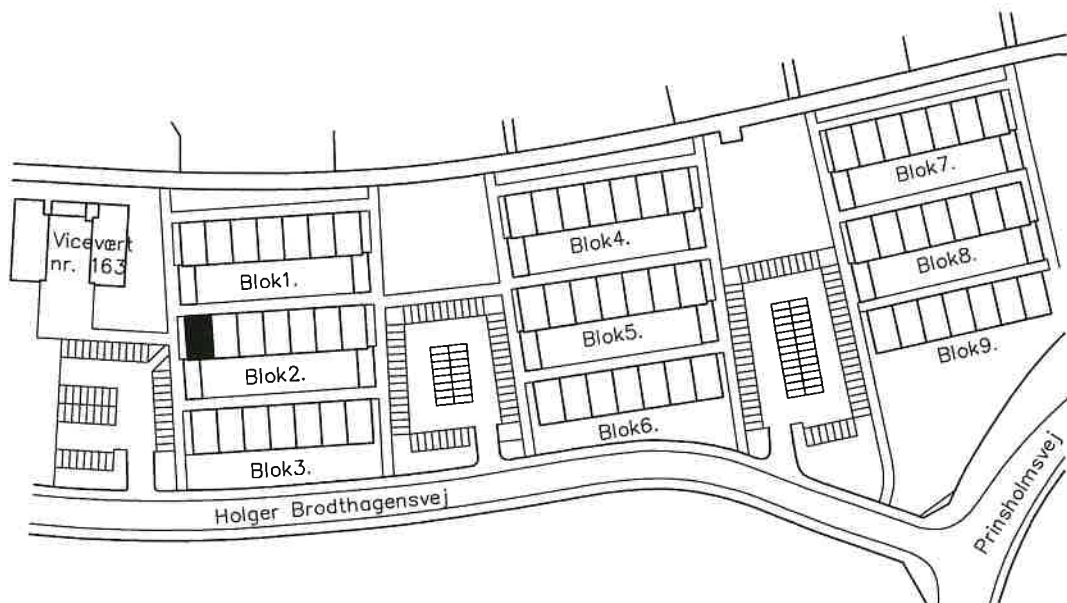 Vicevært
nr. 163
Blok1.
Blok2.
Blok3.
Blok4.
Blok5.
Blok6.
Blok7.
Blok8.
Blok9.
Holger Brodthagensvej
Prinsholmsvej